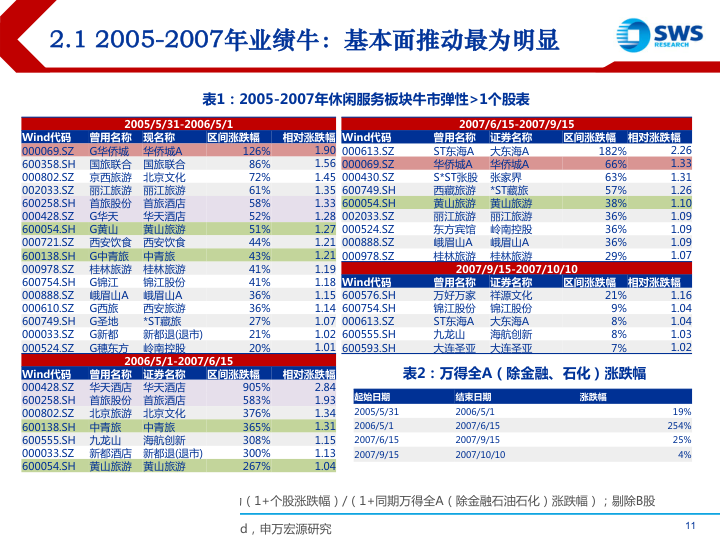 2.1 2005-2007年业绩牛：基本面推动最为明显
SWS
RESEARCH
表1：2005-2007年休闲服务板块牛市弹性>1个股表
2005/5/31-2006/5/1
Wind代码 曾用名称 现名称 区间涨跌幅 相对涨跌幅
000069.SZ G华侨城 华侨城A 126% 1.90
600358.SH 国旅联合 国旅联合 86% 1.56
000802.SZ 京西旅游 北京文化 72% 1.45
002033.SZ 丽江旅游 丽江旅游 61% 1.35
600258.SH 首旅股份 首旅酒店 58% 1.33
000428.SZ G华天 华天酒店 52% 1.28
600054.SH G黄山 黄山旅游 51% 1.27
000721.SZ 西安饮食 西安饮食 44% 1.21
600138.SH G中青旅 中青旅 43% 1.21
000978.SZ 桂林旅游 桂林旅游 41% 1.19
600754.SH G锦江 锦江股份 41% 1.18
000888.SZ 峨眉山A 峨眉山A 36% 1.15
000610.SZ G西旅 西安旅游 36% 1.14
600749.SH G圣地 *ST藏旅 27% 1.07
000033.SZ G新都 新都退(退市) 21% 1.02
000524.SZ G穗东方 岭南控股 20% 1.01
2006/5/1-2007/6/15
Wind代码 曾用名称 证券名称 区间涨跌幅 相对涨跌幅
000428.SZ 华天酒店 华天酒店 905% 2.84
600258.SH 首旅股份 首旅酒店 583% 1.93
000802.SZ 北京旅游 北京文化 376% 1.34
600138.SH 中青旅 中青旅 365% 1.31
600555.SH 九龙山 海航创新 308% 1.15
000033.SZ 新都酒店 新都退(退市) 300% 1.13
600054.SH 黄山旅游 黄山旅游 267% 1.04
2007/6/15-2007/9/15
Wind代码 曾用名称 证券名称 区间涨跌幅 相对涨跌幅
000613.SZ ST东海A 大东海A 182% 2.26
000069.SZ 华侨城A 华侨城A 66% 1.33
000430.SZ S*ST张股 张家界 63% 1.31
600749.SH 西藏旅游 *ST藏旅 57% 1.26
600054.SH 黄山旅游 黄山旅游 38% 1.10
002033.SZ 丽江旅游 丽江旅游 36% 1.09
000524.SZ 东方宾馆 岭南控股 36% 1.09
000888.SZ 峨眉山A 峨眉山A 36% 1.09
000978.SZ 桂林旅游 桂林旅游 29% 1.07
2007/9/15-2007/10/10
Wind代码 曾用名称 证券名称 区间涨跌幅 相对涨跌幅
600576.SH 万好万家 祥源文化 21% 1.16
600754.SH 锦江股份 锦江股份 9% 1.04
000613.SZ ST东海A 大东海A 8% 1.04
600555.SH 九龙山 海航创新 8% 1.03
600593.SH 大连圣亚 大连圣亚 7% 1.02
表2：万得全A（除金融、石化）涨跌幅
起始日期 结束日期 涨跌幅
2005/5/31 2006/5/1 19%
2006/5/1 2007/6/15 254%
2007/6/15 2007/9/15 25%
2007/9/15 2007/10/10 4%
（1+个股涨跌幅）/（1+同期万得全A（除金融石油石化）涨跌幅）；剔除B股
d，申万宏源研究
11